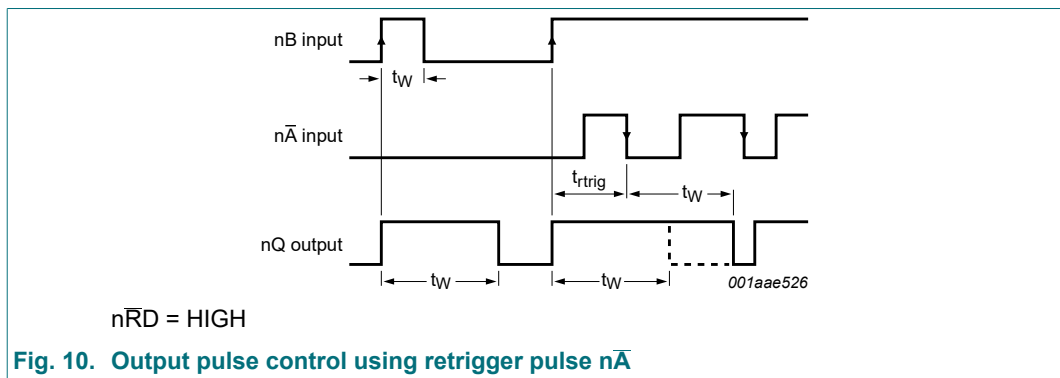 nB input
tW
nA̅ input
trtrig
tW
nQ output
tW
tW
001aae526
nR̅D = HIGH
Fig. 10. Output pulse control using retrigger pulse nA̅